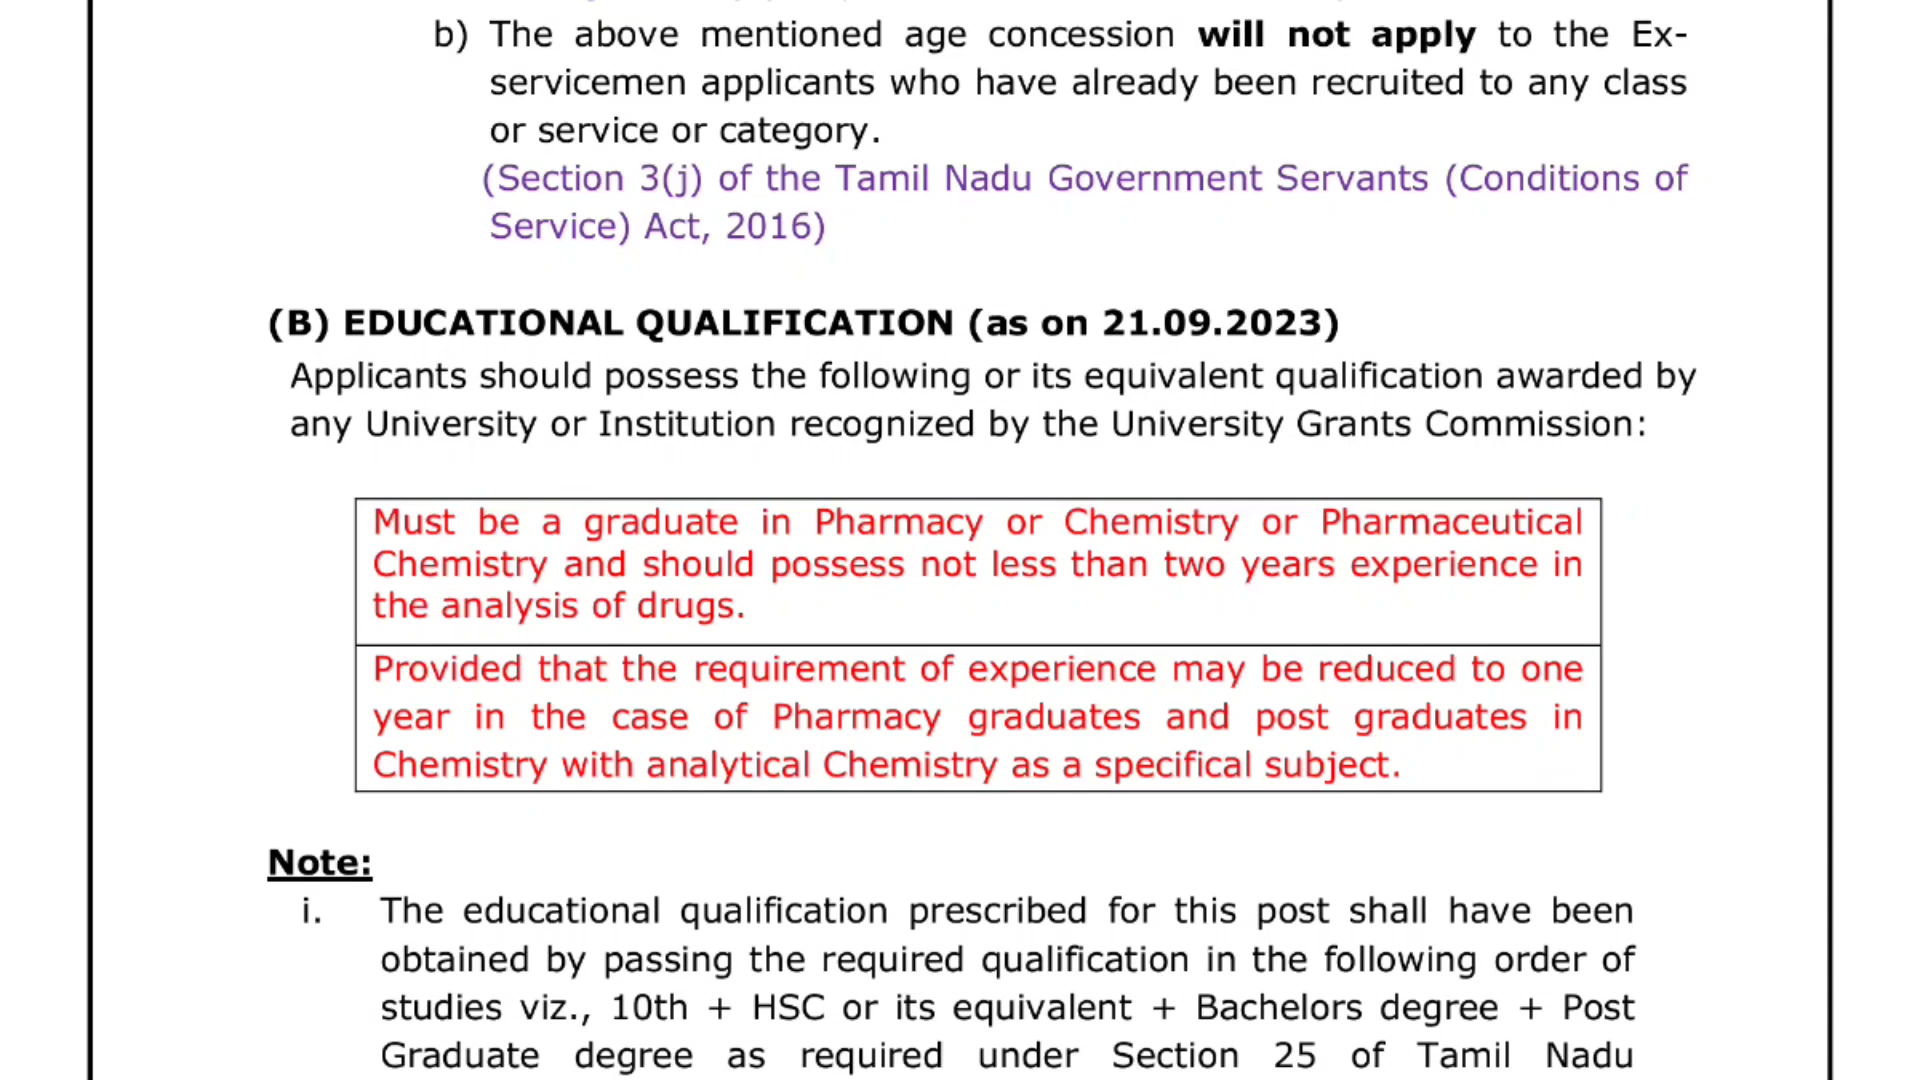 b) The above mentioned age concession will not apply to the Ex-
servicemen applicants who have already been recruited to any class
or service or category.
(Section 3(j) of the Tamil Nadu Government Servants (Conditions of
Service) Act, 2016)
(B) EDUCATIONAL QUALIFICATION (as on 21.09.2023)
Applicants should possess the following or its equivalent qualification awarded by
any University or Institution recognized by the University Grants Commission:
Must be a graduate in Pharmacy or Chemistry or Pharmaceutical
Chemistry and should possess not less than two years experience in
the analysis of drugs.
Provided that the requirement of experience may be reduced to one
year in the case of Pharmacy graduates and post graduates in
Chemistry with analytical Chemistry as a specifical subject.
Note:
i. The educational qualification prescribed for this post shall have been
obtained by passing the required qualification in the following order of
studies viz., 10th + HSC or its equivalent + Bachelors degree + Post
Graduate degree as required under Section 25 of Tamil Nadu